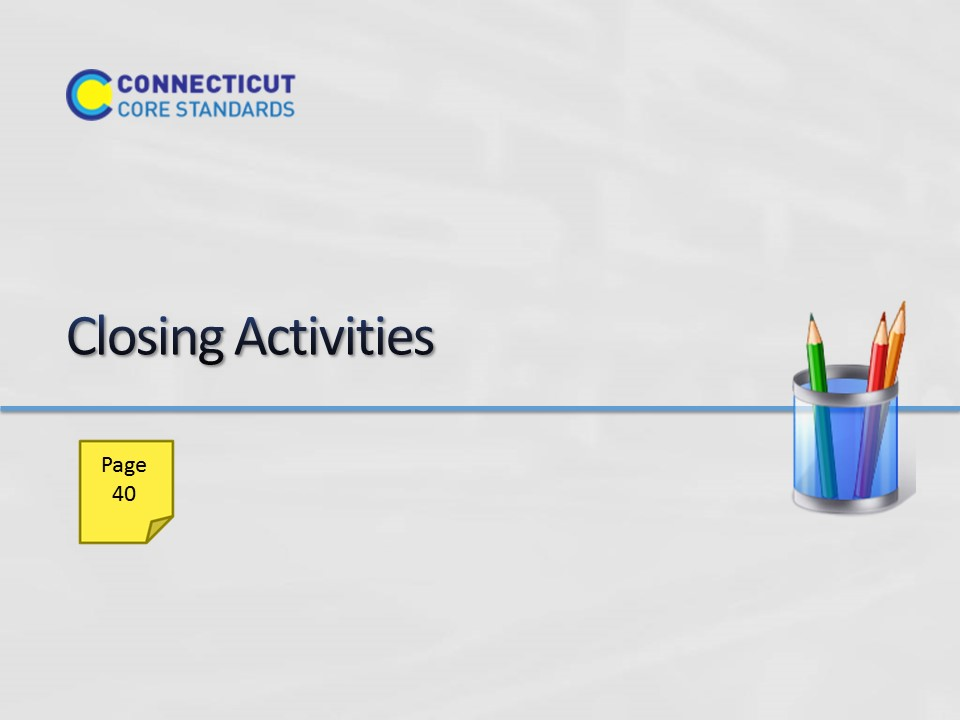 CONNECTICUT
CORE STANDARDS
Closing Activities
Page
40